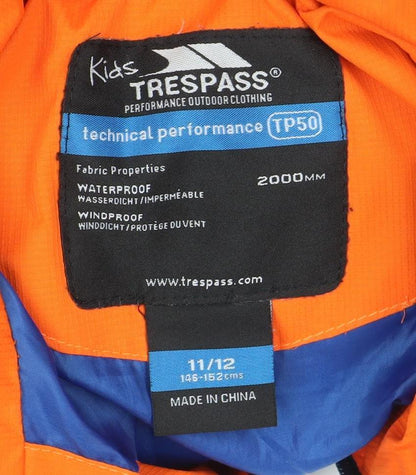 Kids
TRESPASS®
PERFORMANCE OUTDOOR CLOTHING
technical performance TP50
Fabric Properties
WATERPROOF 2000MM
WASSERDICHT/IMPERMÉABLE
WINDPROOF
WINDDICHT/PROTÈGE DU VENT
www.trespass.com
11/12
146-152cms
MADE IN CHINA